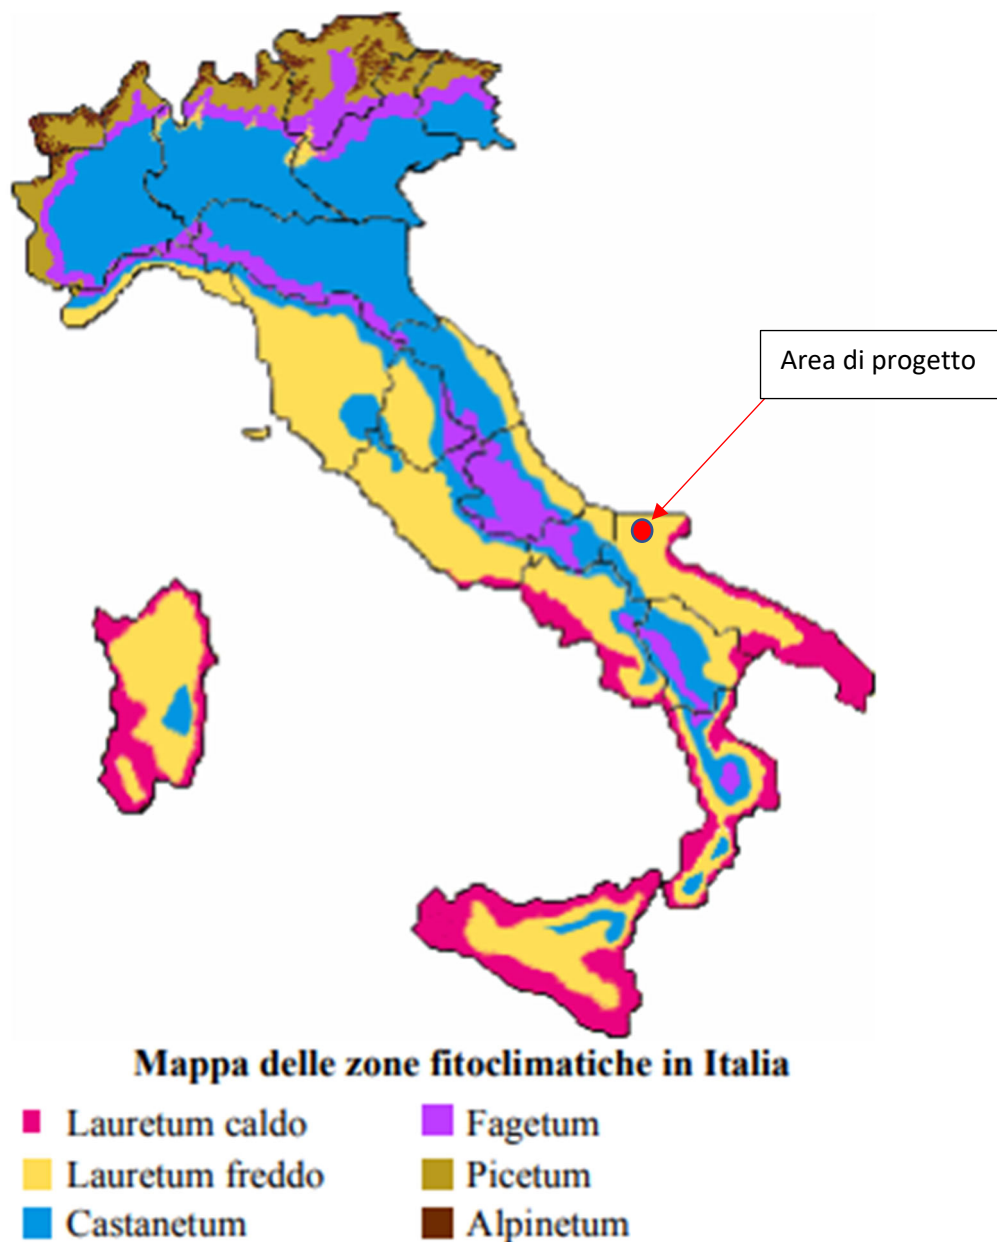 Area di progetto
Mappa delle zone fitoclimatiche in Italia
Lauretum caldo
Fagetum
Lauretum freddo
Picetum
Castanetum
Alpinetum